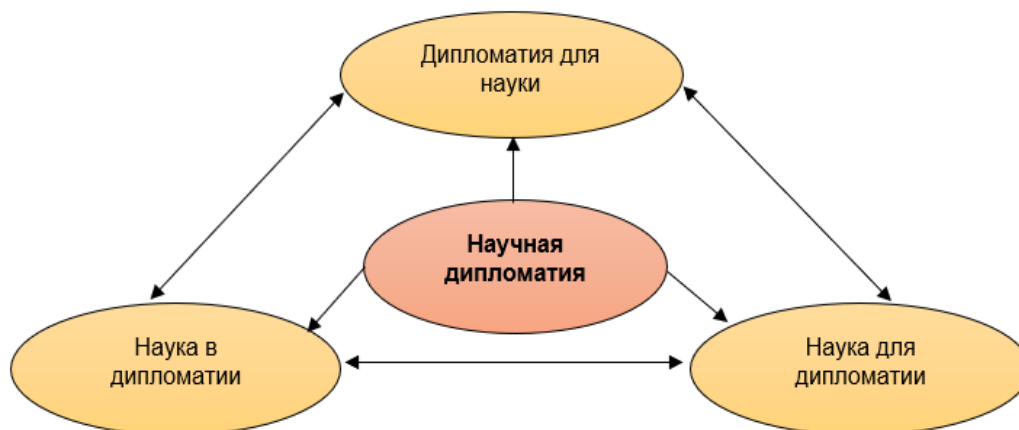 Дипломатия для
науки
Научная
дипломатия
Наука в
дипломатии
Наука для
дипломатии